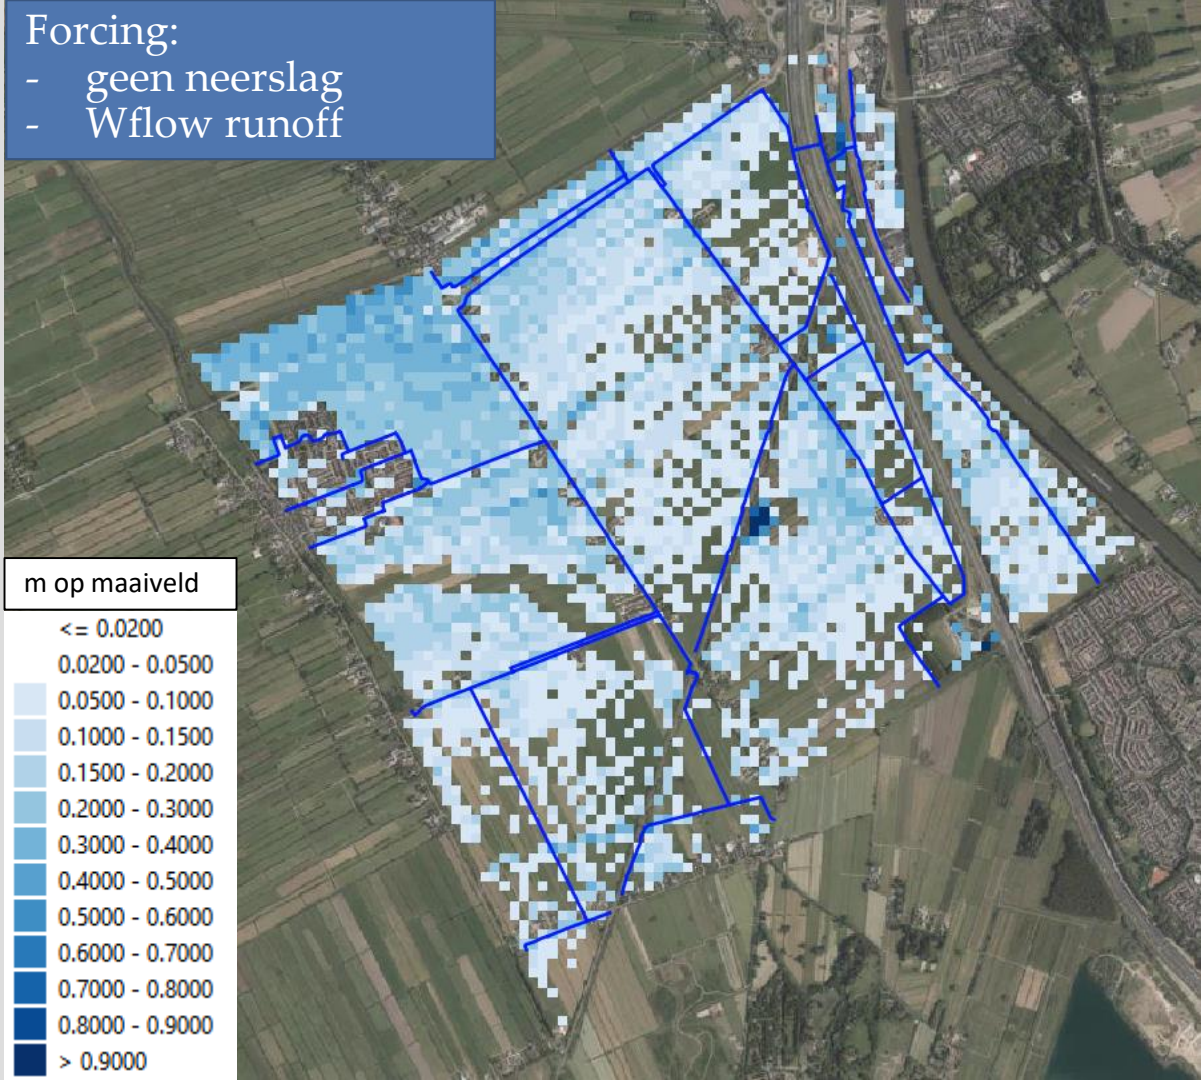 Forcing:
- geen neerslag
- Wflow runoff
m op maaiveld
<= 0.0200
0.0200 - 0.0500
0.0500 - 0.1000
0.1000 - 0.1500
0.1500 - 0.2000
0.2000 - 0.3000
0.3000 - 0.4000
0.4000 - 0.5000
0.5000 - 0.6000
0.6000 - 0.7000
0.7000 - 0.8000
0.8000 - 0.9000
> 0.9000